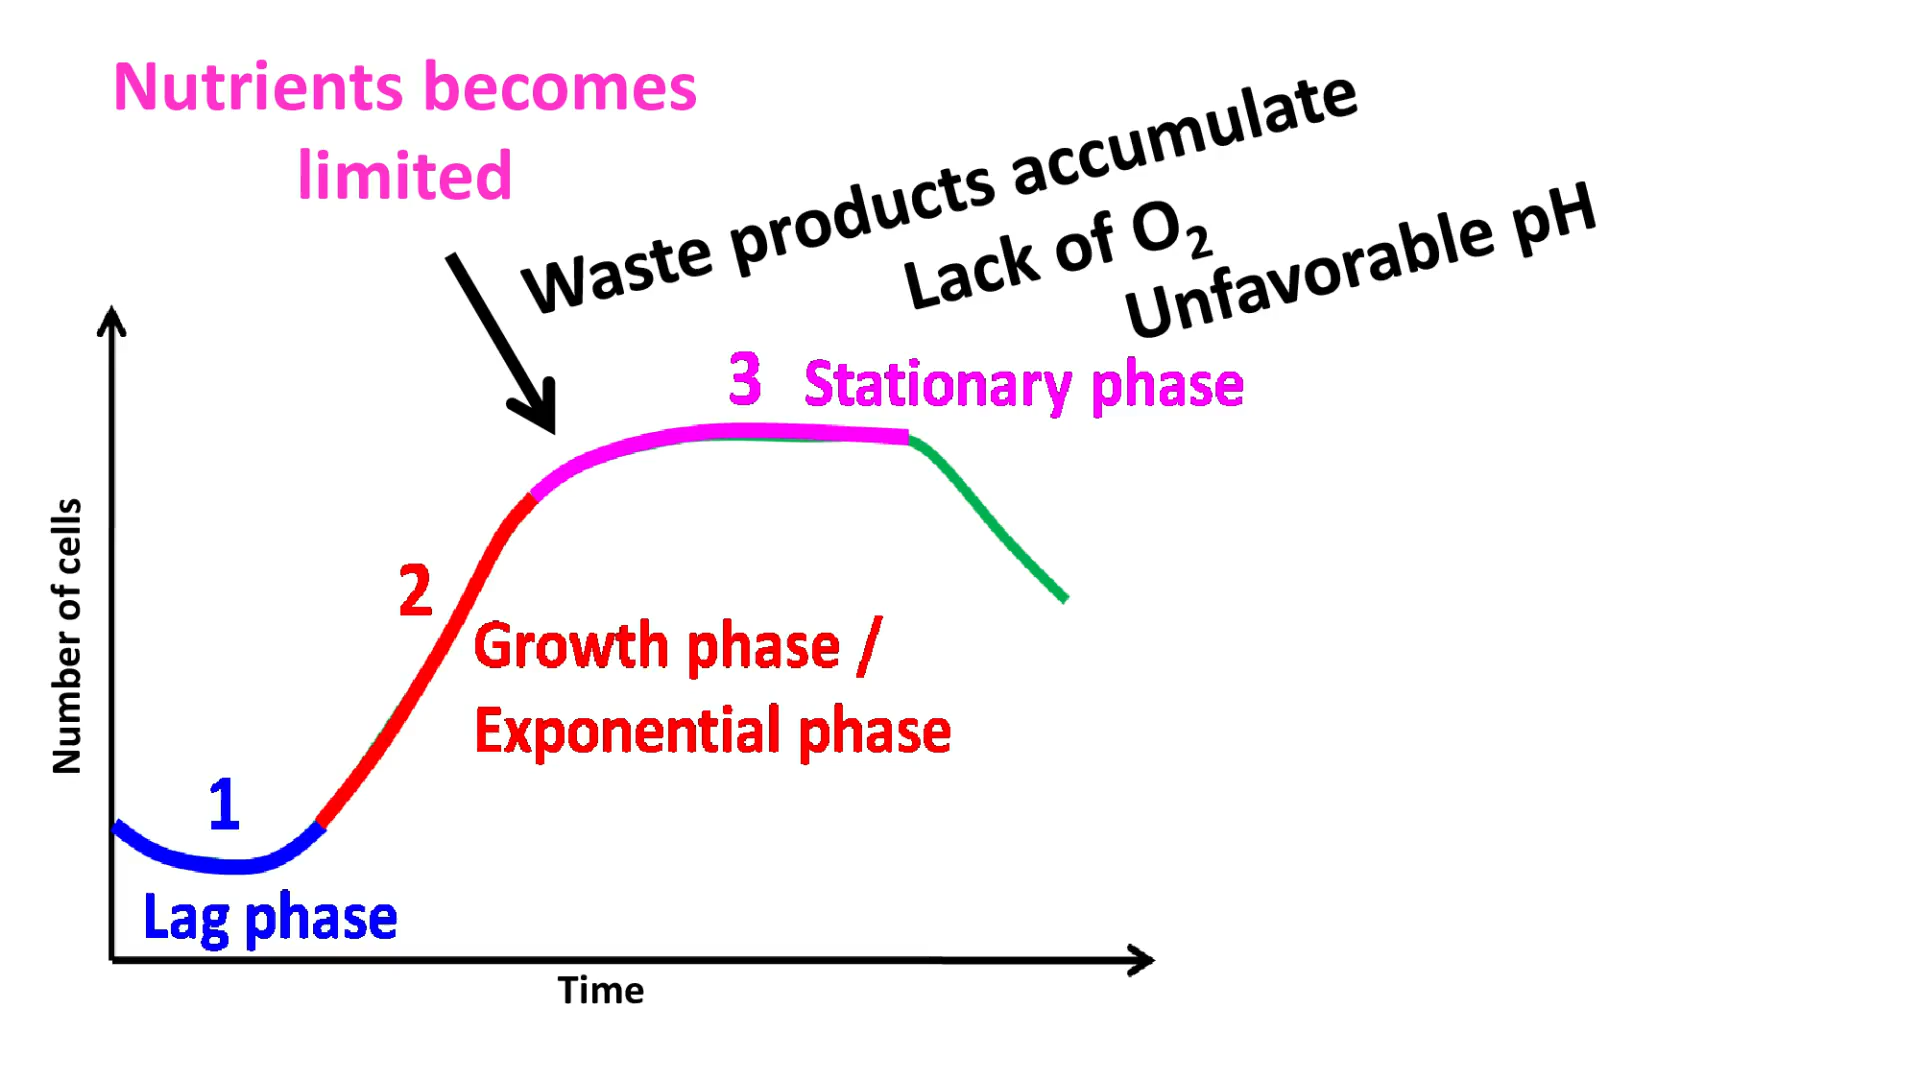 Nutrients becomes
limited
Waste products accumulate
Lack of O₂
Unfavorable pH
3 Stationary phase
2
Growth phase /
Exponential phase
1
Lag phase
Number of cells
Time